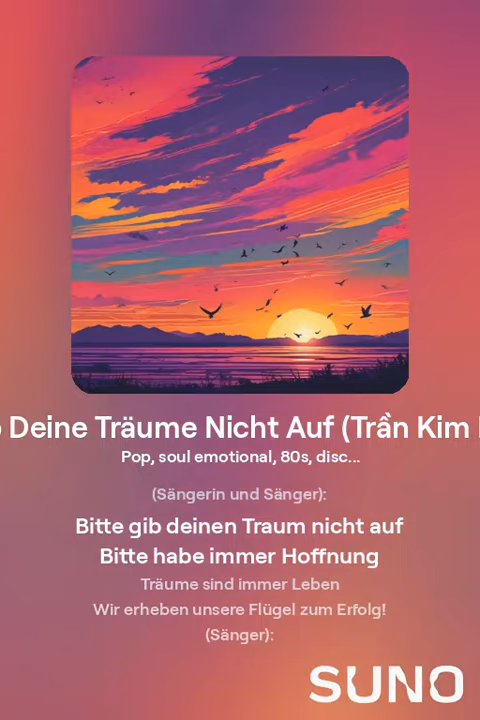 Deine Träume Nicht Auf (Trần Kim
Pop, soul emotional, 80s, disc...
(Sängerin und Sänger):
Bitte gib deinen Traum nicht auf
Bitte habe immer Hoffnung
Träume sind immer Leben
Wir erheben unsere Flügel zum Erfolg!
(Sänger):
SUNO